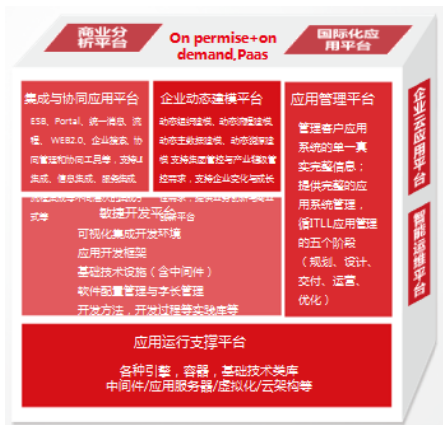 商业分
析平台
On permise+on
demand,Paas
国际化应
用平台
集成与协同应用平台
ESB、Portal、统一消息、流
程、WEB2.0、企业搜索、协
同管理和协同工具等，支持UI
集成、信息集成、服务集成、
式等
企业动态建模平台
动态组织建模、动态流程建模
动态主数据建模、动态资源建
模 支持集团管控与产业链级管
控需求，支持企业变化与成长
应用管理平台
管理客户应用
系统的单一真
实完整信息；
提供完整的应
用系统管理，
循ITLL应用管理
的五个阶段
（规划、设计、
交付、运营、
优化）
企业云应用平台
智能运维平台
敏捷开发平台
可视化集成开发环境
应用开发框架
基础技术设施（含中间件）
软件配置管理与字长管理
开发方法，开发过程等实践库等
应用运行支撑平台
各种引擎，容器，基础技术类库
中间件/应用服务器/虚拟化/云架构等